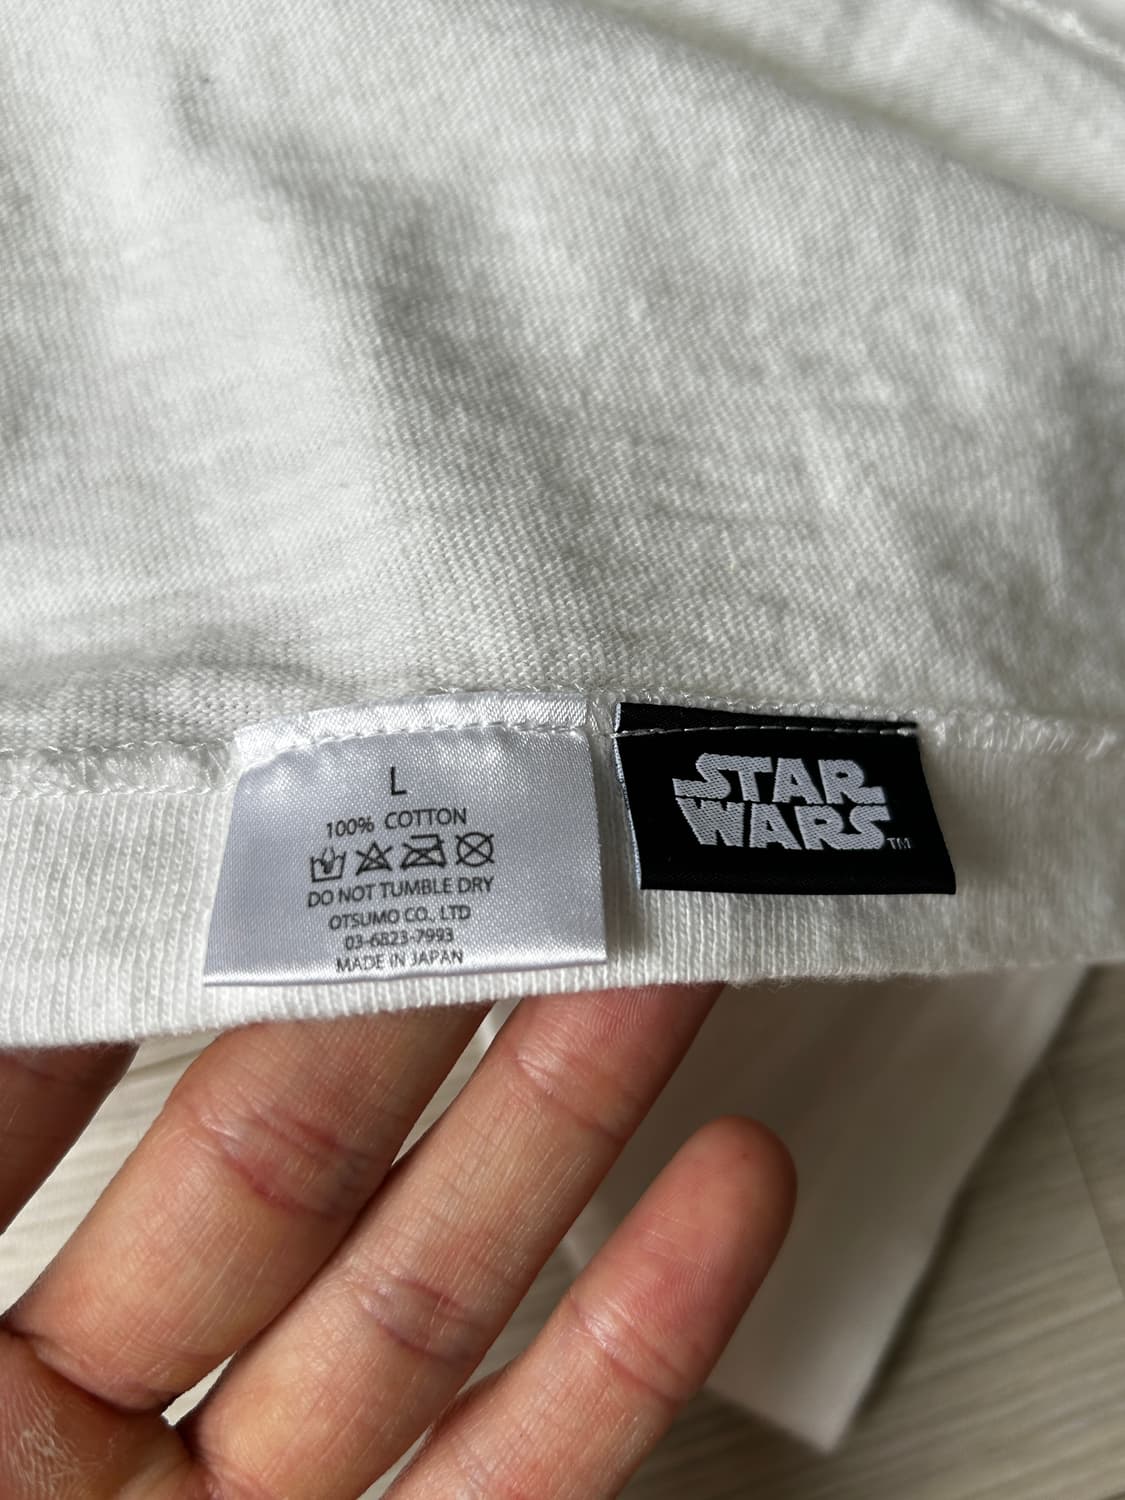 L
100% COTTON
DO NOT TUMBLE DRY
OTSUMO CO., LTD
03-6823-7993
MADE IN JAPAN
STAR
WARS TM